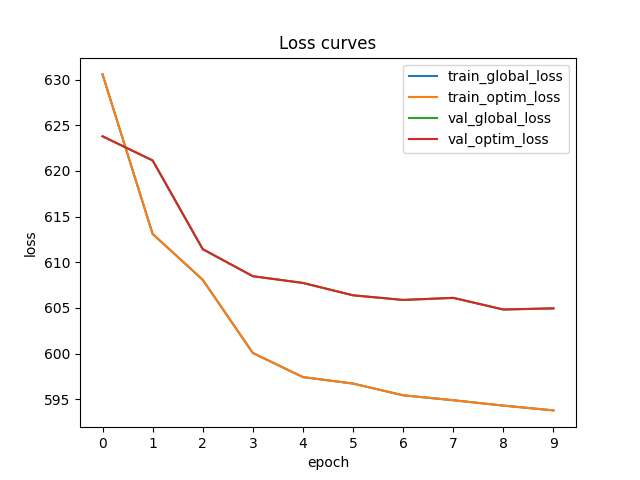 Loss curves
train_global_loss
train_optim_loss
val_global_loss
val_optim_loss
630
625
620
615
610
605
600
595
loss
0 1 2 3 4 5 6 7 8 9
epoch